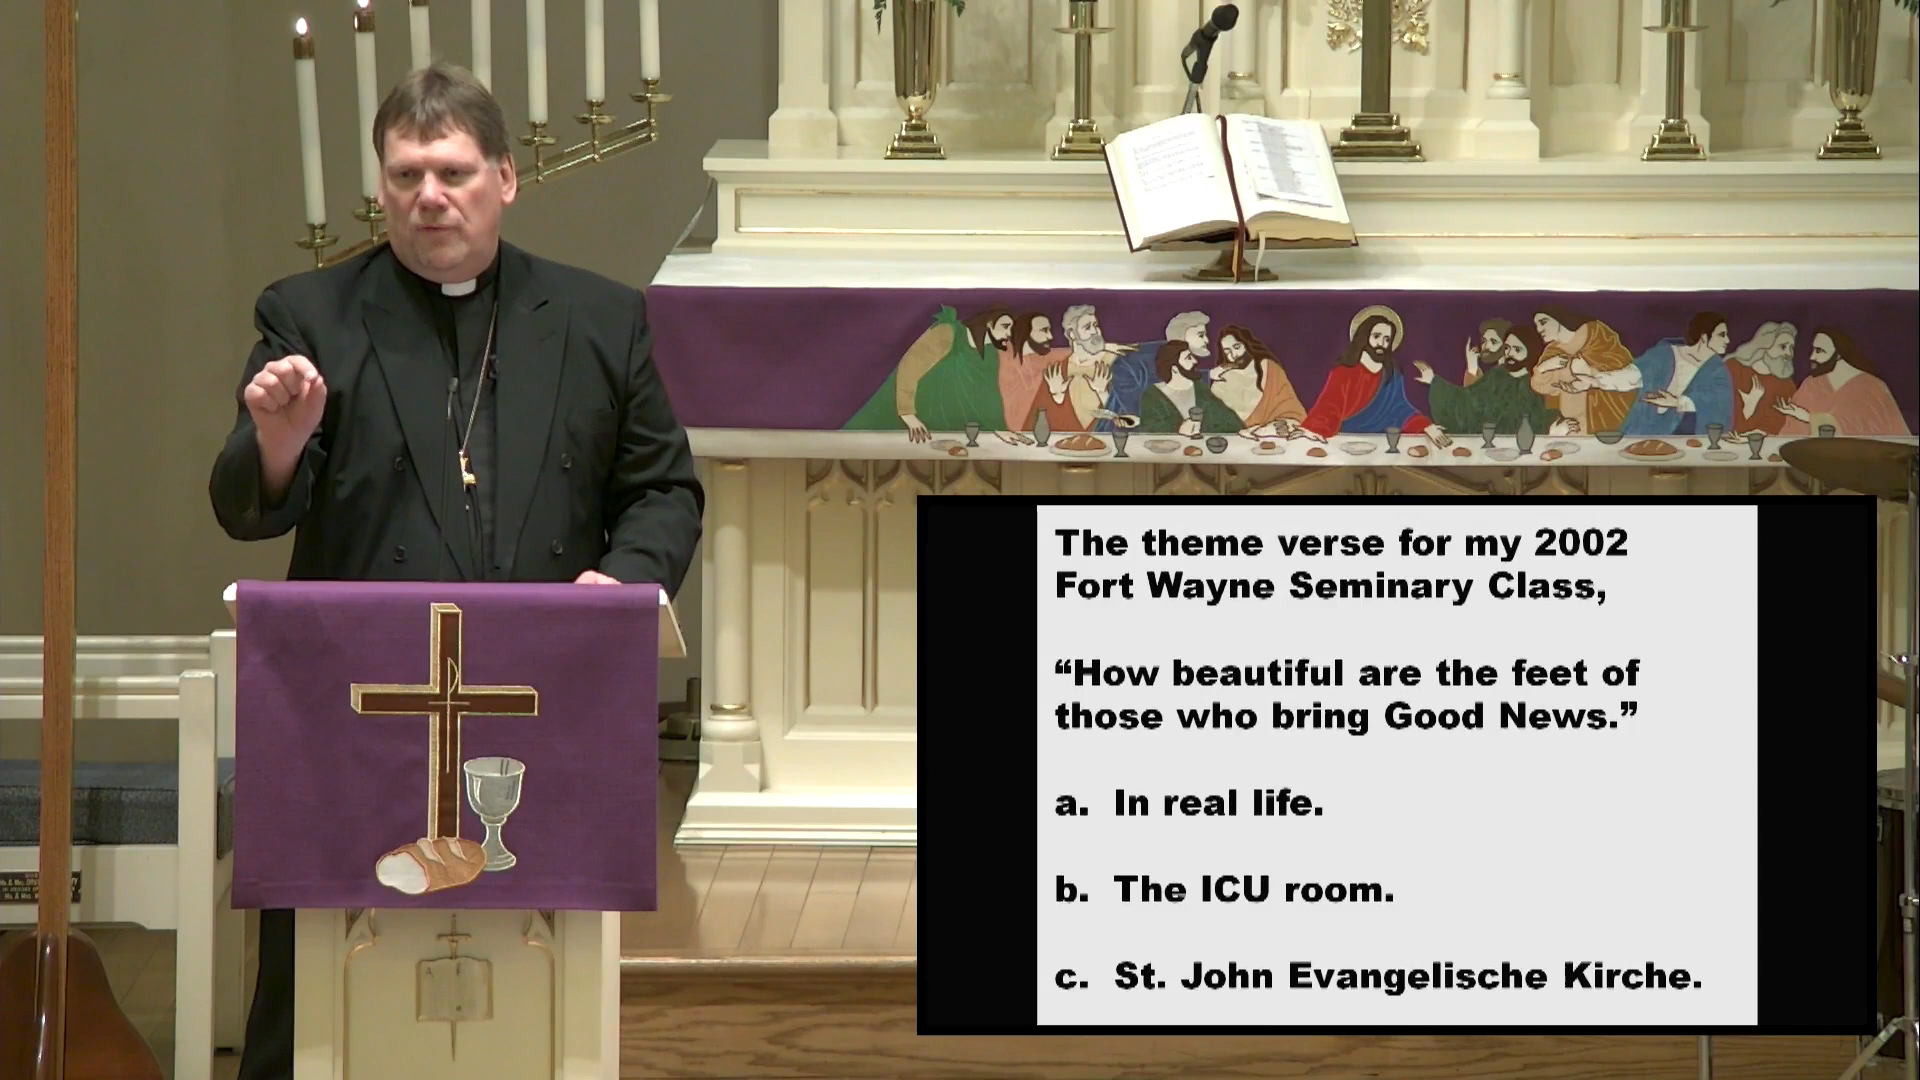 The theme verse for my 2002
Fort Wayne Seminary Class,
“How beautiful are the feet of
those who bring Good News.”
a. In real life.
b. The ICU room.
c. St. John Evangelische Kirche.